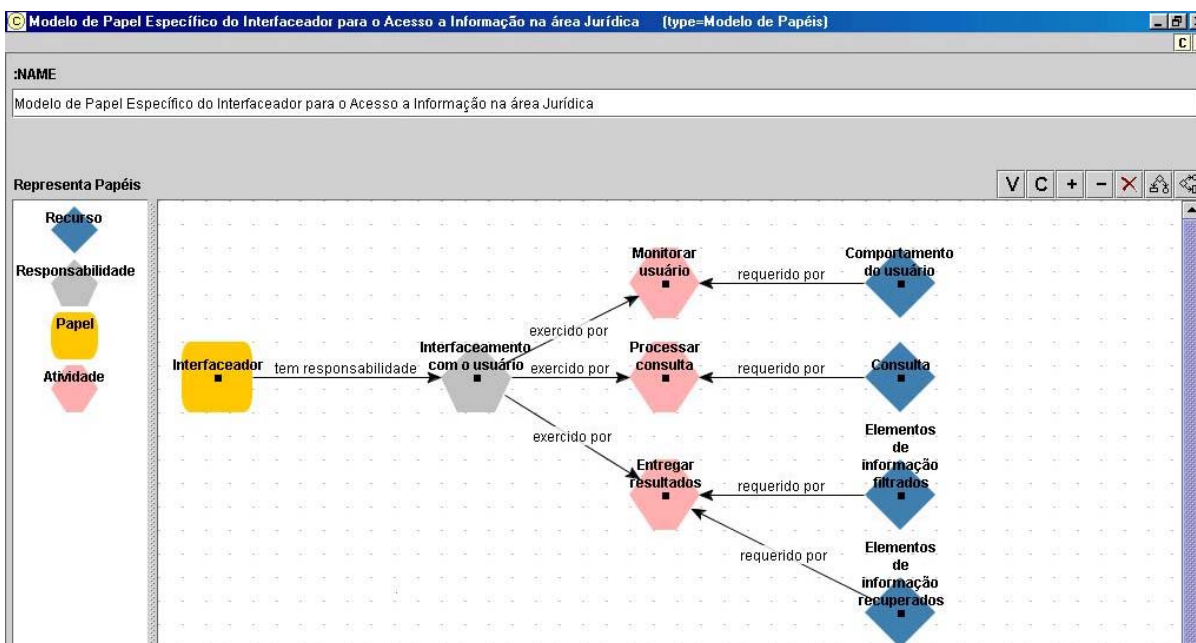 Modelo de Papel Específico do Interfaceador para o Acesso a Informação na área Jurídica (type=Modelo de Papéis)
C
:NAME
Modelo de Papel Específico do Interfaceador para o Acesso a Informação na área Jurídica
Representa Papéis
V C + -
Recurso
Responsabilidade
Papel
Atividade
Interfaceador
tem responsabilidade
Interfaceamento
com o usuário
exercido por
exercido por
exercido por
Monitorar
usuário
requerido por
Comportamento
do usuário
Processar
consulta
requerido por
Consulta
Entregar
resultados
requerido por
Elementos
de
informação
filtrados
requerido por
Elementos
de
informação
recuperados